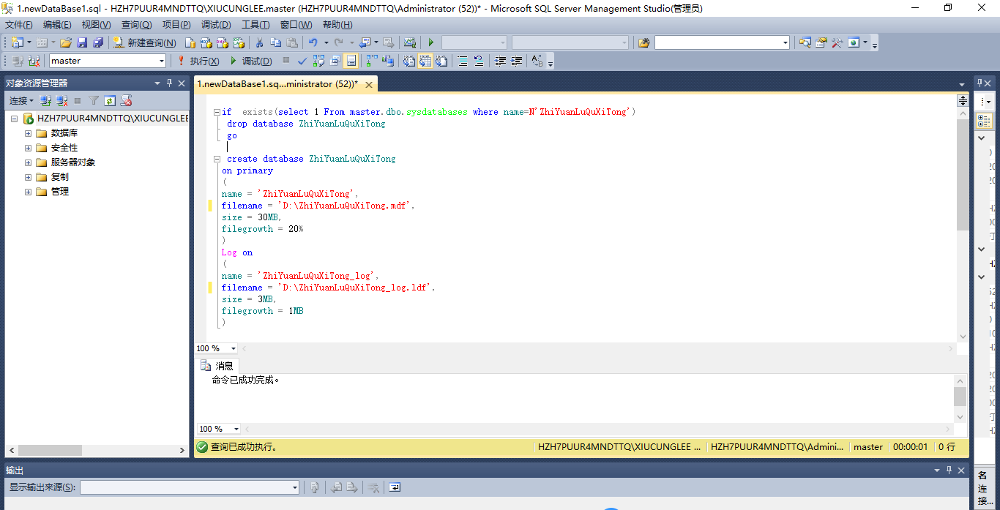 1.newDataBase1.sql - HZH7PUUR4MNDTTQ\XIUCUNGLEE.master (HZH7PUUR4MNDTTQ\Administrator (52))* - Microsoft SQL Server Management Studio(管理员)
文件(F) 编辑(E) 视图(V) 查询(Q) 项目(P) 调试(D) 工具(T) 窗口(W) 帮助(H)
新建查询(N)
master 执行(X) 调试(D)
对象资源管理器
连接
HZH7PUUR4MNDTTQ\XIUCUNGLEE
数据库
安全性
服务器对象
复制
管理
1.newDataBase1.sq...ministrator (52))*
if exists(select 1 From master.dbo.sysdatabases where name=N'ZhiYuanLuQuXiTong')
drop database ZhiYuanLuQuXiTong
go
create database ZhiYuanLuQuXiTong
on primary
(
name = 'ZhiYuanLuQuXiTong',
filename = 'D:\ZhiYuanLuQuXiTong.mdf',
size = 30MB,
filegrowth = 20%
)
Log on
(
name = 'ZhiYuanLuQuXiTong_log',
filename = 'D:\ZhiYuanLuQuXiTong_log.ldf',
size = 3MB,
filegrowth = 1MB
)
100 %
消息
命令已成功完成。
100 %
查询已成功执行。 HZH7PUUR4MNDTTQ\XIUCUNGLEE ... HZH7PUUR4MNDTTQ\Admini... master 00:00:01 0 行
输出
显示输出来源(S):
名
连
接...